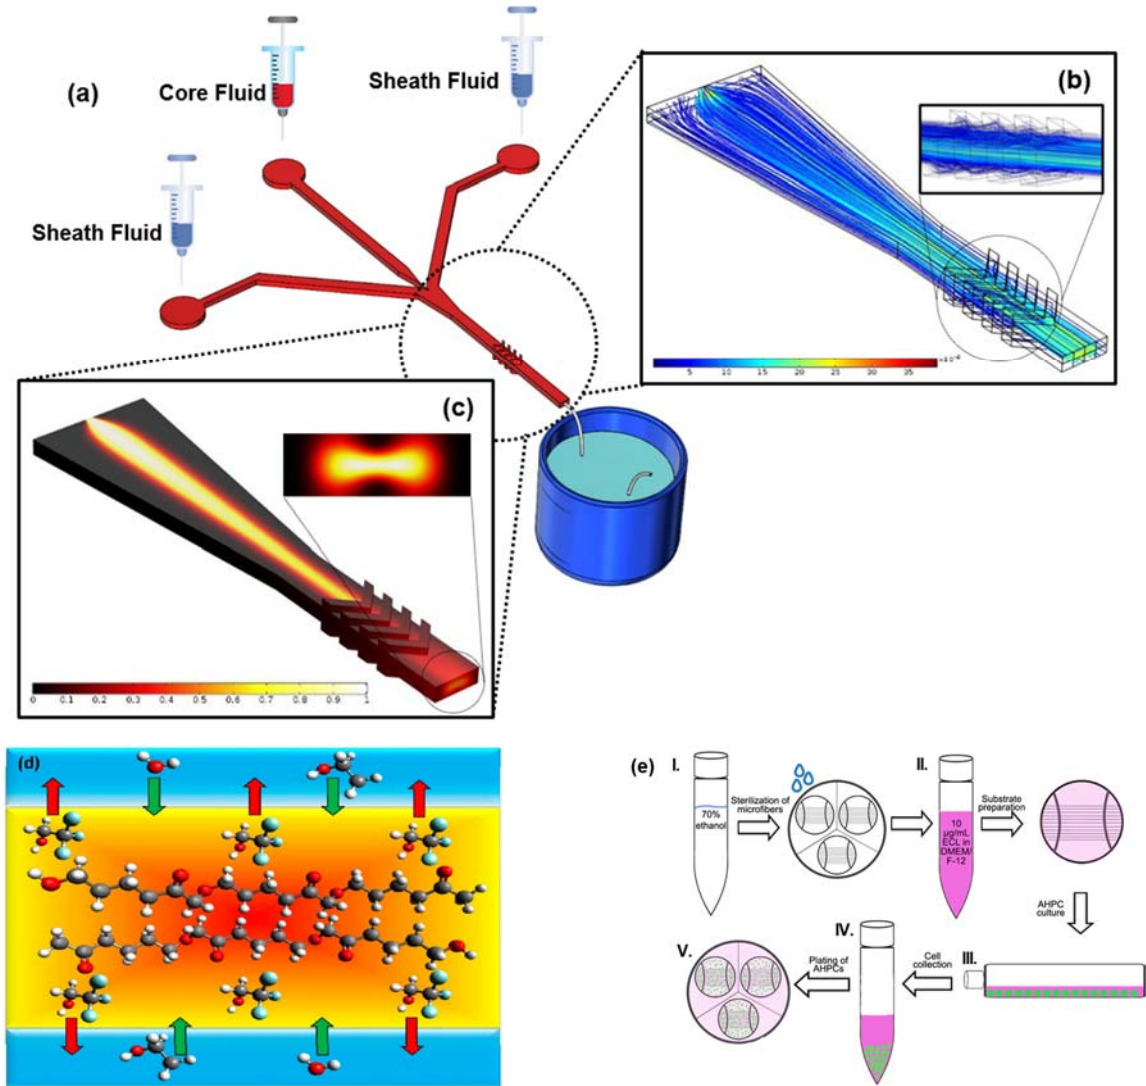 (a)
Core Fluid
Sheath Fluid
Sheath Fluid
(b)
×10⁻⁶
5 10 15 20 25 30 35
(c)
0 0.1 0.2 0.3 0.4 0.5 0.6 0.7 0.8 0.9 1
(d)
(e)
I.
70%
ethanol
Sterilization of
microfibers
II.
10
µg/mL
ECL in
DMEM/
F-12
Substrate
preparation
AHPC
culture
III.
Cell
collection
IV.
Plating of
AHPCs
V.